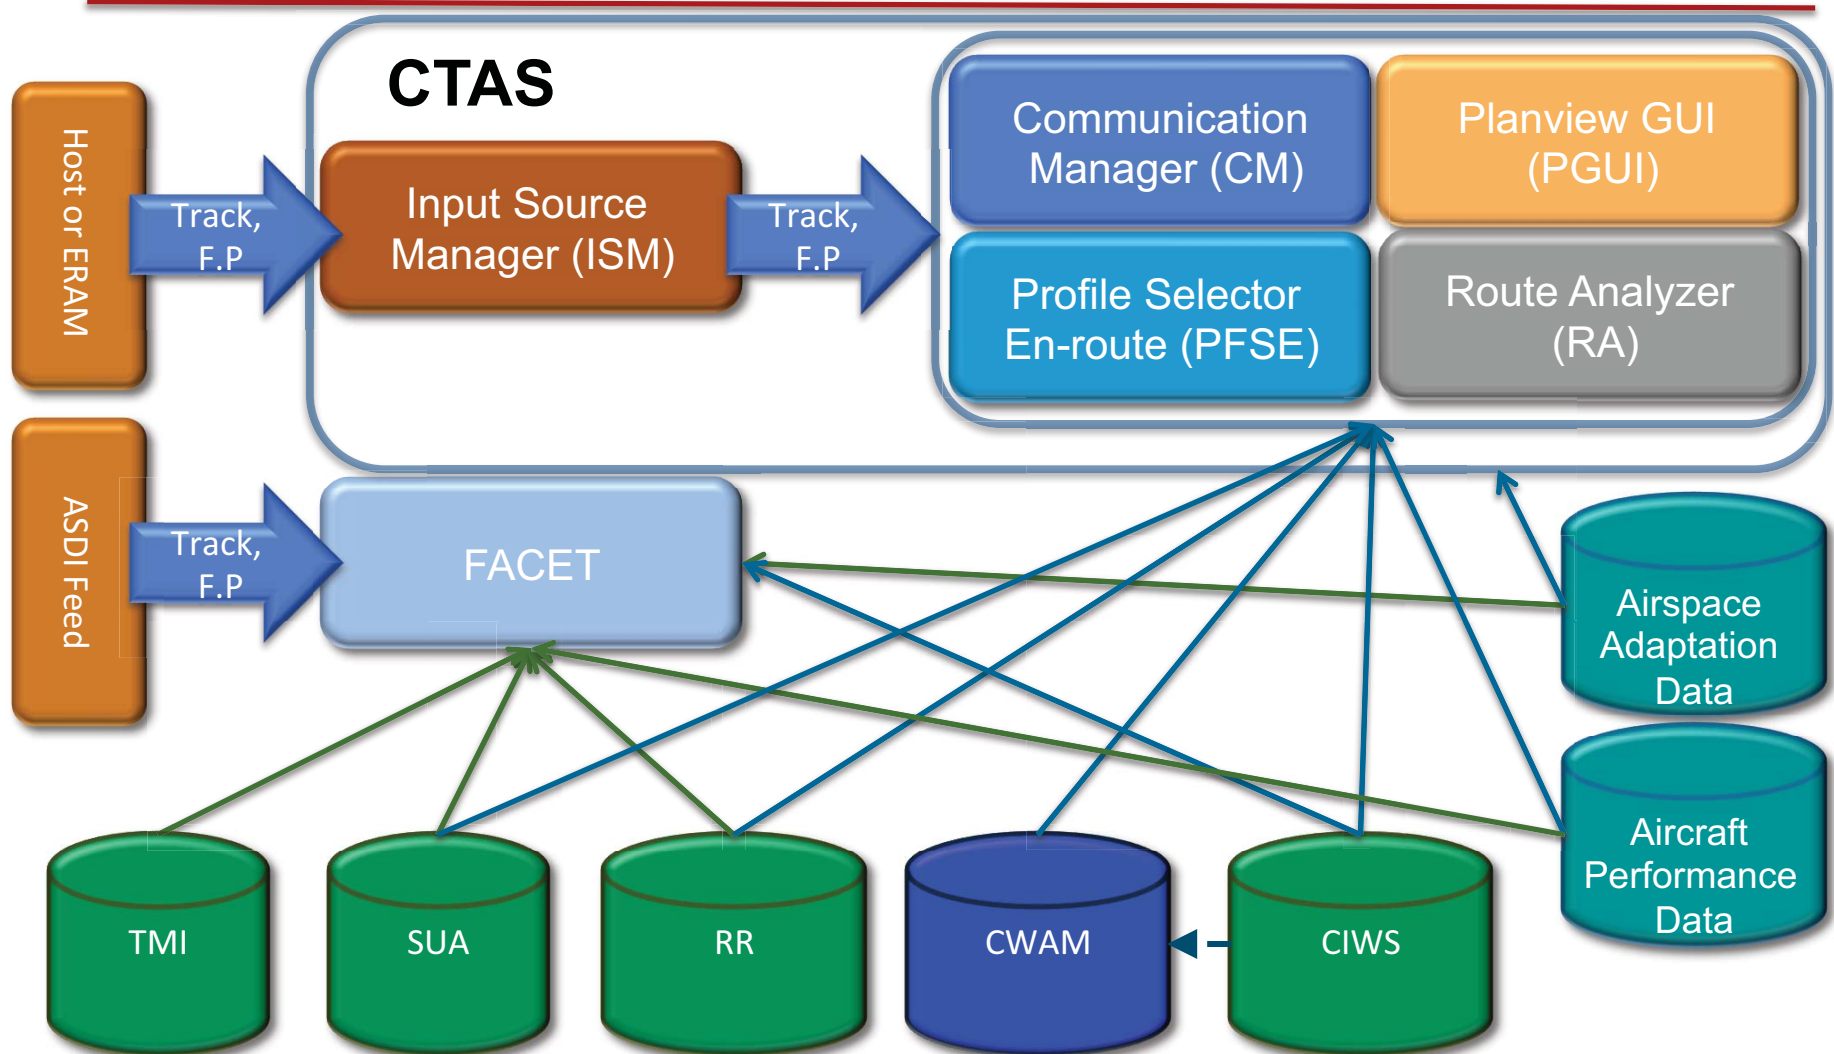 CTAS
Host or ERAM
Track,
F.P
Input Source
Manager (ISM)
Track,
F.P
Communication
Manager (CM)
Planview GUI
(PGUI)
Profile Selector
En-route (PFSE)
Route Analyzer
(RA)
ASDI Feed
Track,
F.P
FACET
Airspace
Adaptation
Data
Aircraft
Performance
Data
TMI
SUA
RR
CWAM
CIWS